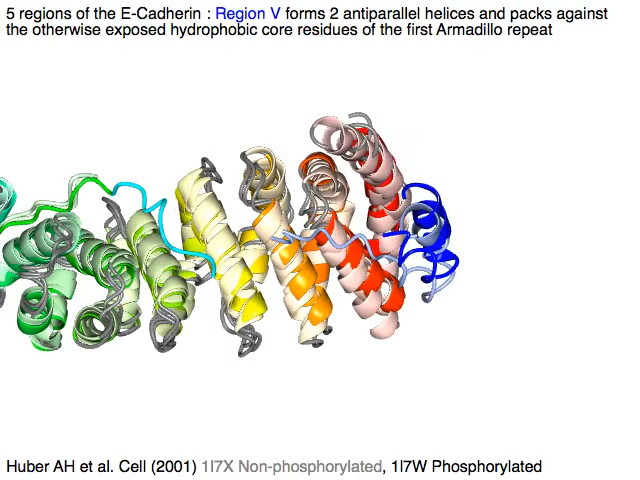 5 regions of the E-Cadherin : Region V forms 2 antiparallel helices and packs against
the otherwise exposed hydrophobic core residues of the first Armadillo repeat
Huber AH et al. Cell (2001) 1I7X Non-phosphorylated, 1I7W Phosphorylated